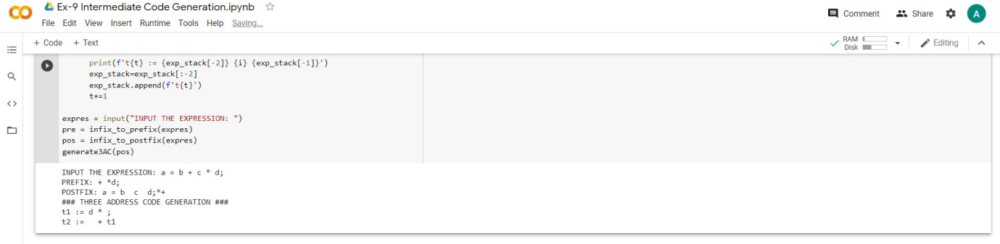 CO Ex-9 Intermediate Code Generation.ipynb
File Edit View Insert Runtime Tools Help Saving...
Comment Share A
+ Code + Text
RAM
Disk
Editing
print(f't{t} := {exp_stack[-2]} {i} {exp_stack[-1]}')
exp_stack=exp_stack[:-2]
exp_stack.append(f't{t}')
t+=1
expres = input("INPUT THE EXPRESSION: ")
pre = infix_to_prefix(expres)
pos = infix_to_postfix(expres)
generate3AC(pos)
INPUT THE EXPRESSION: a = b + c * d;
PREFIX: + *d;
POSTFIX: a = b  c  d;*+
### THREE ADDRESS CODE GENERATION ###
t1 := d * ;
t2 :=   + t1